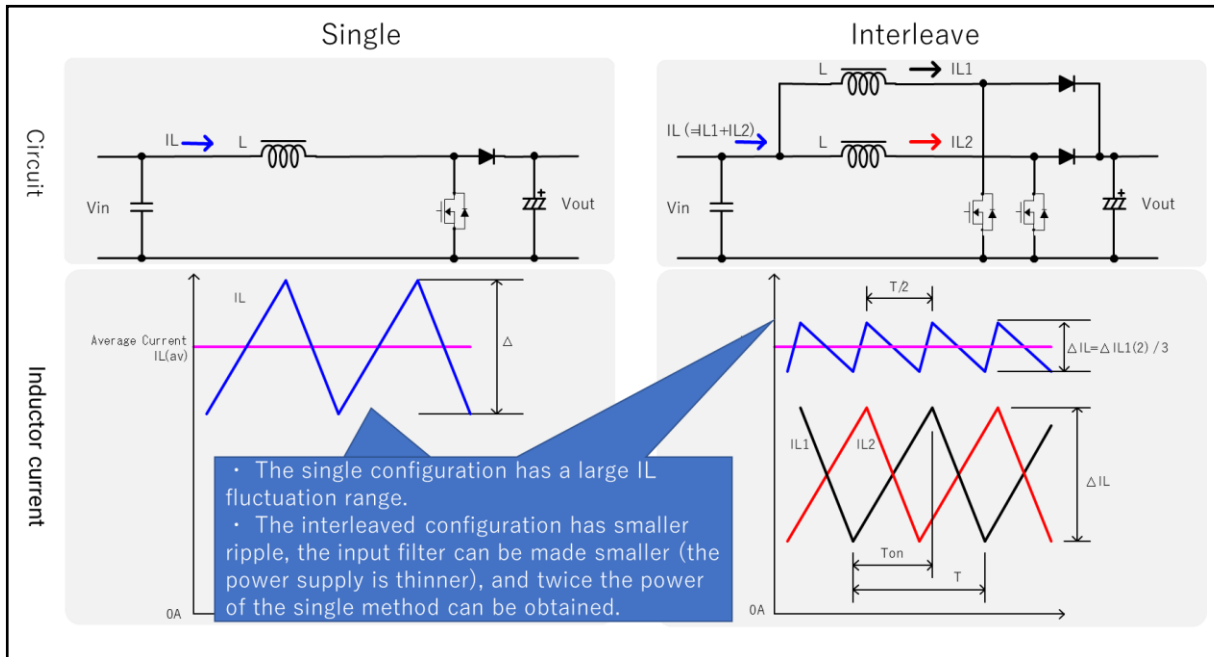 Single
Interleave
Circuit
IL
L
Vin
Vout
+
L
IL1
IL (=IL1+IL2)
L
IL2
Vin
Vout
+
Inductor current
IL
Average Current
IL(av)
△
0A
T/2
△IL=△IL1(2) /3
IL1
IL2
△IL
Ton
T
0A
・ The single configuration has a large IL
fluctuation range.
・ The interleaved configuration has smaller
ripple, the input filter can be made smaller (the
power supply is thinner), and twice the power
of the single method can be obtained.